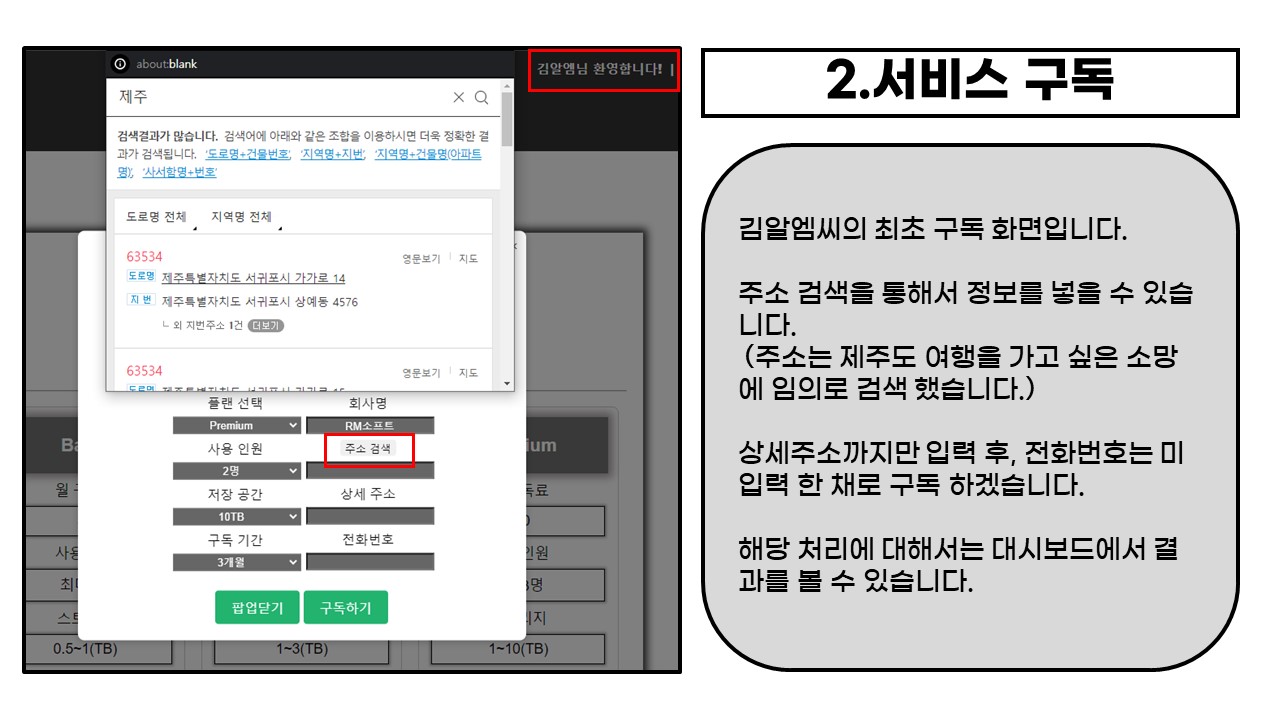 about:blank
김알엠님 환영합니다! |
제주
검색결과가 많습니다. 검색어에 아래와 같은 조합을 이용하시면 더욱 정확한 결
과가 검색됩니다. '도로명+건물번호', '지역명+지번', '지역명+건물명(아파트
명)', '사서함명+번호'
도로명 전체 지역명 전체
63534 영문보기 지도
도로명 제주특별자치도 서귀포시 가가로 14
지 번 제주특별자치도 서귀포시 상예동 4576
ㄴ 외 지번주소 1건 더보기
63534 영문보기 지도
도로명 제주특별자치도 서귀포시 가가로 15
플랜 선택 회사명
Premium RM소프트
사용 인원 주소 검색
2명
저장 공간 상세 주소
10TB
구독 기간 전화번호
3개월
팝업닫기 구독하기
Ba
ium
월
독료
0
사용
인원
최대
명
스토
리지
0.5~1(TB) 1~3(TB) 1~10(TB)
2.서비스 구독
김알엠씨의 최초 구독 화면입니다.
주소 검색을 통해서 정보를 넣을 수 있습
니다.
(주소는 제주도 여행을 가고 싶은 소망
에 임의로 검색 했습니다.)
상세주소까지만 입력 후, 전화번호는 미
입력 한 채로 구독 하겠습니다.
해당 처리에 대해서는 대시보드에서 결
과를 볼 수 있습니다.